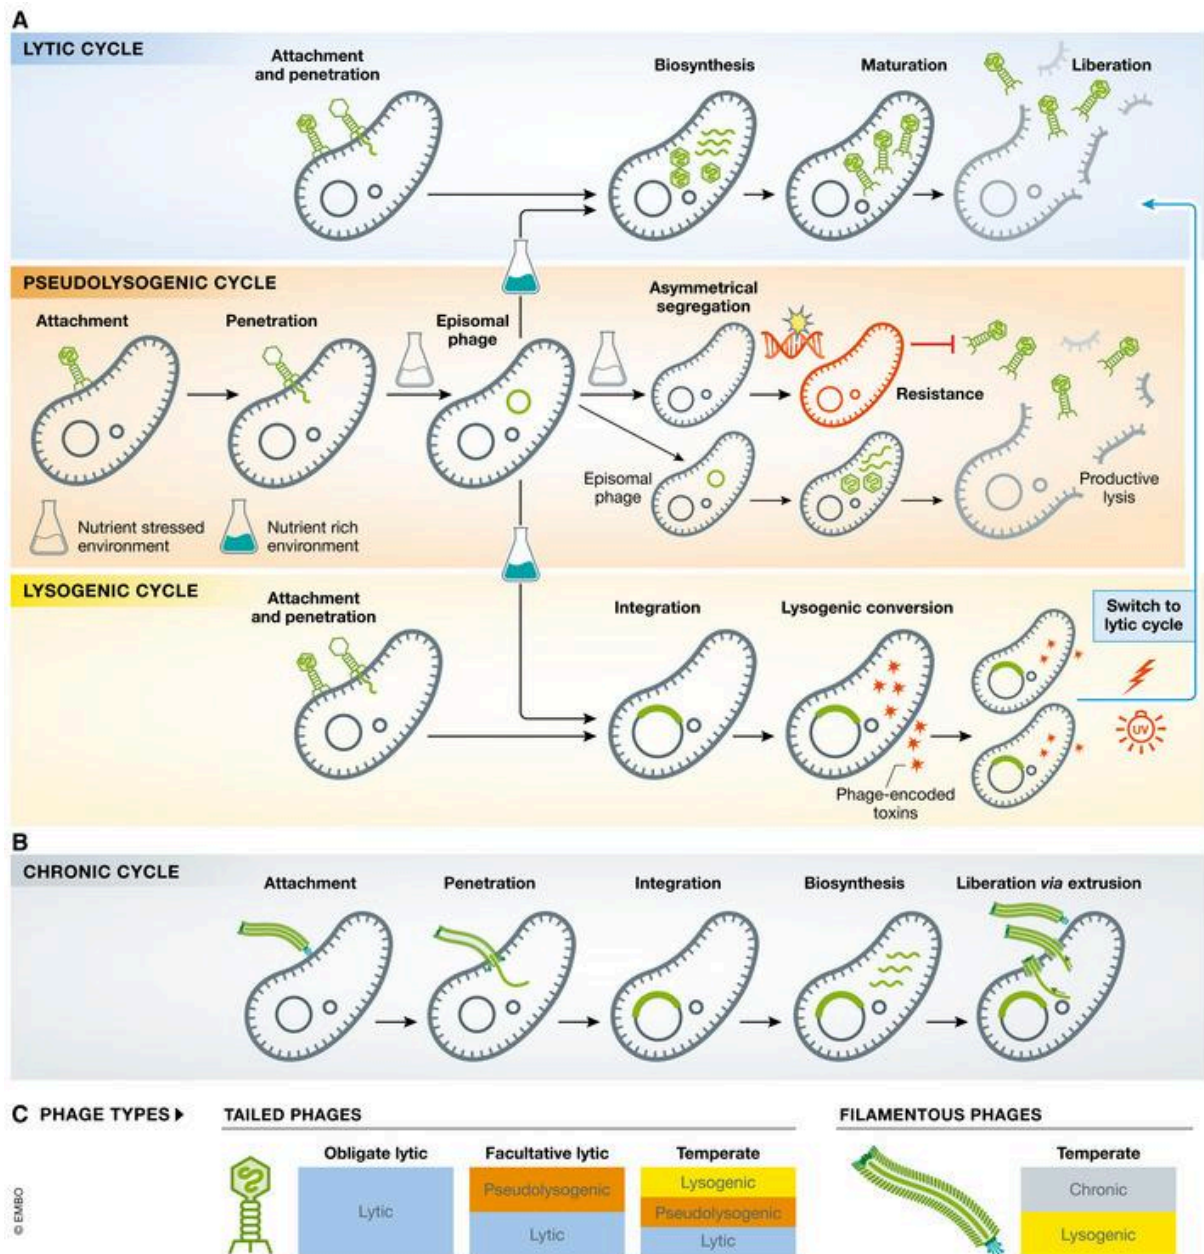 A
LYTIC CYCLE
Attachment
and penetration
Biosynthesis
Maturation
Liberation
PSEUDOLYSOGENIC CYCLE
Attachment
Penetration
Episomal
phage
Asymmetrical
segregation
Resistance
Episomal
phage
Productive
lysis
Nutrient stressed
environment
Nutrient rich
environment
LYSOGENIC CYCLE
Attachment
and penetration
Integration
Lysogenic conversion
Switch to
lytic cycle
UV
Phage-encoded
toxins
B
CHRONIC CYCLE
Attachment
Penetration
Integration
Biosynthesis
Liberation via extrusion
C PHAGE TYPES
TAILED PHAGES
FILAMENTOUS PHAGES
Obligate lytic
Facultative lytic
Temperate
Temperate
Lytic
Pseudolysogenic
Lytic
Lysogenic
Pseudolysogenic
Lytic
Chronic
Lysogenic
© EMBO